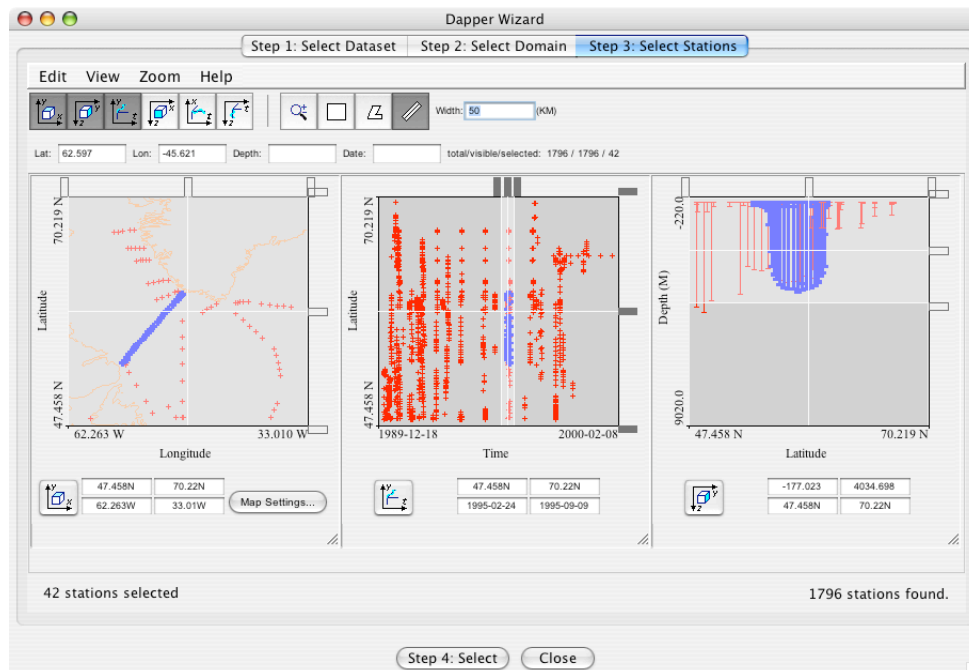 Dapper Wizard
Step 1: Select Dataset Step 2: Select Domain Step 3: Select Stations
Edit View Zoom Help
Width: 50 (KM)
Lat: 62.597 Lon: -45.621 Depth: Date: total/visible/selected: 1796 / 1796 / 42
70.219 N
Latitude
47.458 N
62.263 W 33.010 W
Longitude
70.219 N
Latitude
47.458 N
1989-12-18 2000-02-08
Time
-220.0
Depth (M)
9020.0
47.458 N 70.219 N
Latitude
y x
47.458N 70.22N
62.263W 33.01W
Map Settings...
y t
47.458N 70.22N
1995-02-24 1995-09-09
z y
-177.023 4034.698
47.458N 70.22N
42 stations selected 1796 stations found.
Step 4: Select Close